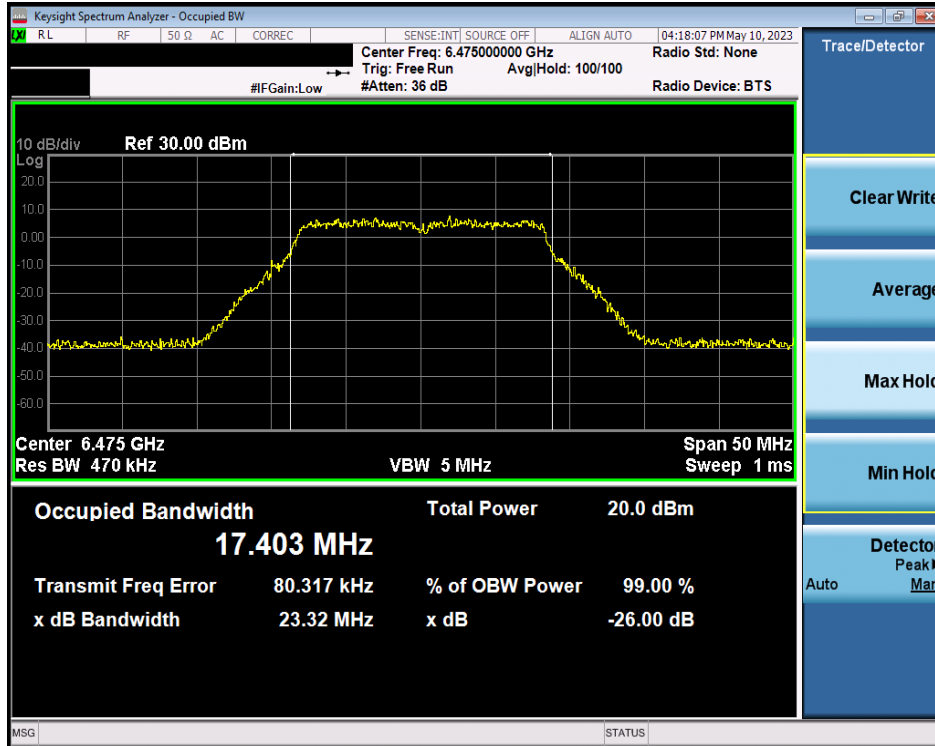 Keysight Spectrum Analyzer - Occupied BW
LXI RL RF 50 Ω AC CORREC SENSE:INT SOURCE OFF ALIGN AUTO 04:18:07 PM May 10, 2023
Center Freq: 6.475000000 GHz Radio Std: None
Trig: Free Run Avg|Hold: 100/100
#IFGain:Low #Atten: 36 dB Radio Device: BTS
Trace/Detector
10 dB/div Ref 30.00 dBm
Log
20.0
10.0
0.00
-10.0
-20.0
-30.0
-40.0
-50.0
-60.0
Center 6.475 GHz Span 50 MHz
Res BW 470 kHz VBW 5 MHz Sweep 1 ms
Occupied Bandwidth Total Power 20.0 dBm
17.403 MHz
Transmit Freq Error 80.317 kHz % of OBW Power 99.00 %
x dB Bandwidth 23.32 MHz x dB -26.00 dB
Clear Write
Average
Max Hold
Min Hold
Detector
Peak
Auto Man
MSG STATUS